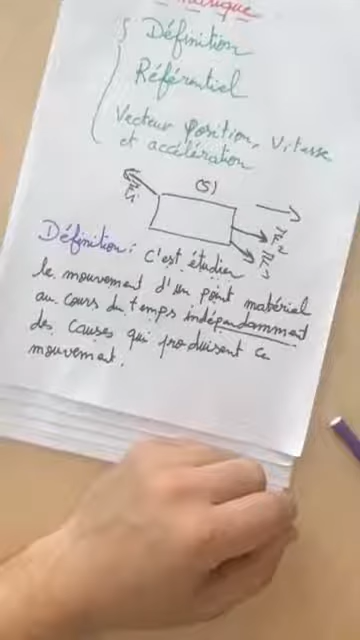 Définition
Référentiel
Vecteur position, Vitesse
et accélération
(S)
Définition : C'est étudier
le mouvement d'un point matériel
au cours du temps indépendamment
des causes qui produisent ce
mouvement.